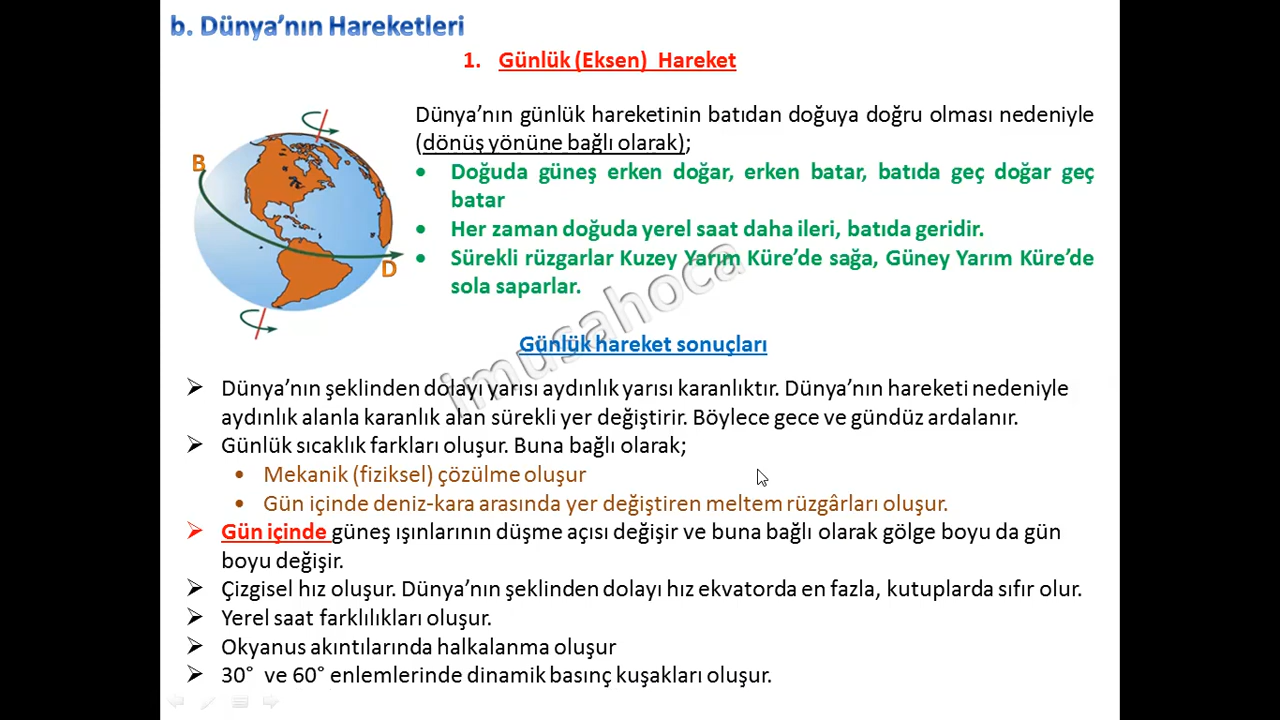 b. Dünya’nın Hareketleri
1. Günlük (Eksen) Hareket
Dünya’nın günlük hareketinin batıdan doğuya doğru olması nedeniyle
(dönüş yönüne bağlı olarak);
• Doğuda güneş erken doğar, erken batar, batıda geç doğar geç
batar
• Her zaman doğuda yerel saat daha ileri, batıda geridir.
• Sürekli rüzgarlar Kuzey Yarım Küre’de sağa, Güney Yarım Küre’de
sola saparlar.
B
D
imusahoca
Günlük hareket sonuçları
➢ Dünya’nın şeklinden dolayı yarısı aydınlık yarısı karanlıktır. Dünya’nın hareketi nedeniyle
aydınlık alanla karanlık alan sürekli yer değiştirir. Böylece gece ve gündüz ardalanır.
➢ Günlük sıcaklık farkları oluşur. Buna bağlı olarak;
• Mekanik (fiziksel) çözülme oluşur
• Gün içinde deniz-kara arasında yer değiştiren meltem rüzgârları oluşur.
➢ Gün içinde güneş ışınlarının düşme açısı değişir ve buna bağlı olarak gölge boyu da gün
boyu değişir.
➢ Çizgisel hız oluşur. Dünya’nın şeklinden dolayı hız ekvatorda en fazla, kutuplarda sıfır olur.
➢ Yerel saat farklılıkları oluşur.
➢ Okyanus akıntılarında halkalanma oluşur
➢ 30° ve 60° enlemlerinde dinamik basınç kuşakları oluşur.